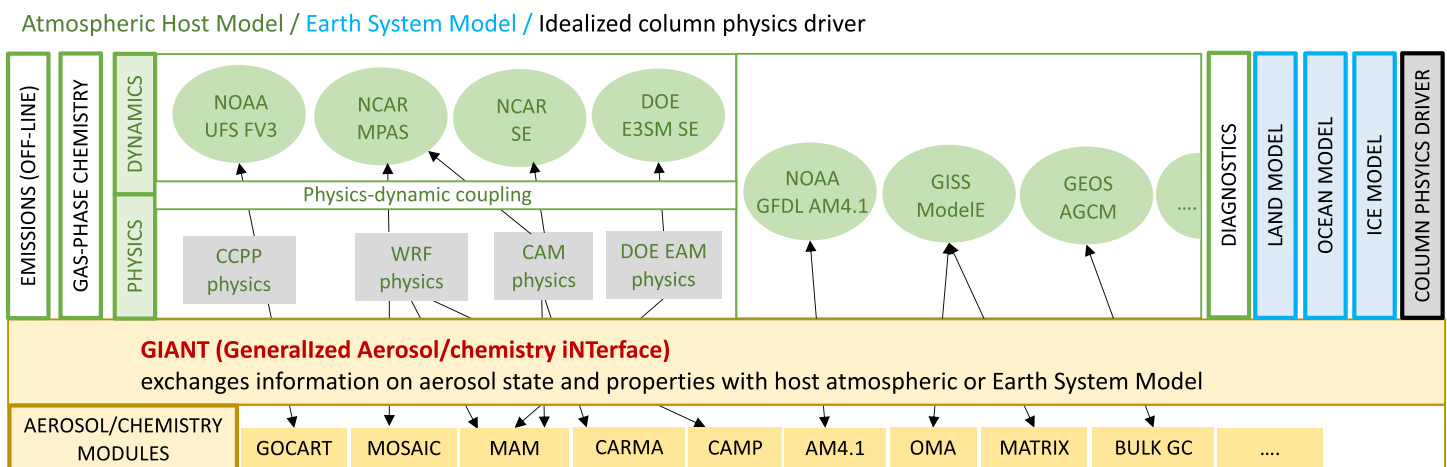 Atmospheric Host Model / Earth System Model / Idealized column physics driver
EMISSIONS (OFF-LINE)
GAS-PHASE CHEMISTRY
DYNAMICS
PHYSICS
NOAA
UFS FV3
NCAR
MPAS
NCAR
SE
DOE
E3SM SE
Physics-dynamic coupling
CCPP
physics
WRF
physics
CAM
physics
DOE EAM
physics
NOAA
GFDL AM4.1
GISS
ModelE
GEOS
AGCM
....
DIAGNOSTICS
LAND MODEL
OCEAN MODEL
ICE MODEL
COLUMN PHSYICS DRIVER
GIANT (GeneralIzed Aerosol/chemistry iNTerface)
exchanges information on aerosol state and properties with host atmospheric or Earth System Model
AEROSOL/CHEMISTRY
MODULES
GOCART
MOSAIC
MAM
CARMA
CAMP
AM4.1
OMA
MATRIX
BULK GC
....